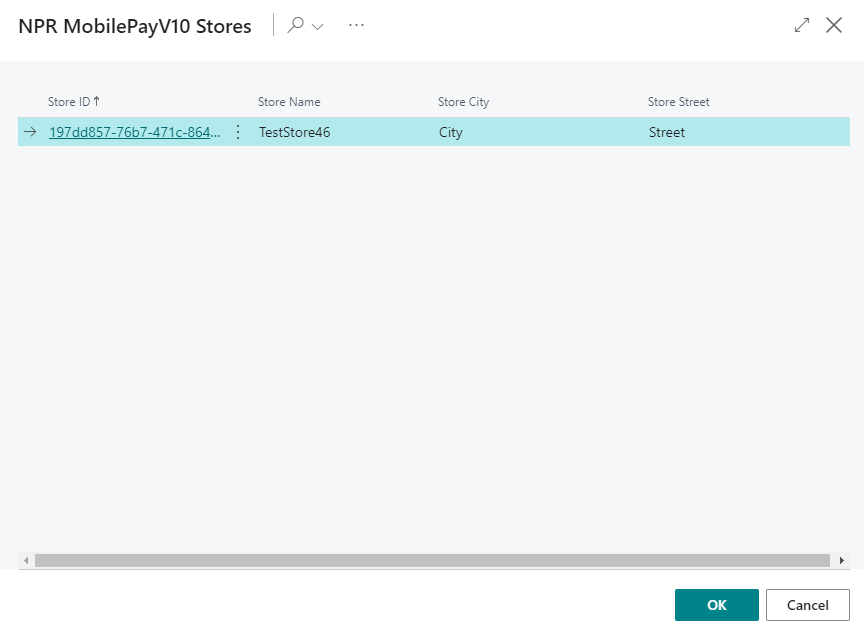 NPR MobilePayV10 Stores
Store ID↑ Store Name Store City Store Street
197dd857-76b7-471c-864... TestStore46 City Street
OK Cancel